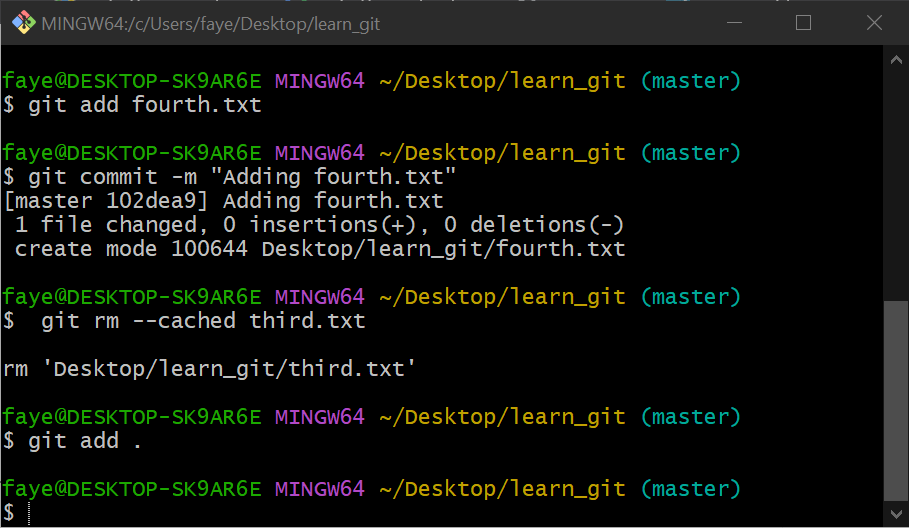 MINGW64:/c/Users/faye/Desktop/learn_git
faye@DESKTOP-SK9AR6E MINGW64 ~/Desktop/learn_git (master)
$ git add fourth.txt
faye@DESKTOP-SK9AR6E MINGW64 ~/Desktop/learn_git (master)
$ git commit -m "Adding fourth.txt"
[master 102dea9] Adding fourth.txt
 1 file changed, 0 insertions(+), 0 deletions(-)
 create mode 100644 Desktop/learn_git/fourth.txt
faye@DESKTOP-SK9AR6E MINGW64 ~/Desktop/learn_git (master)
$  git rm --cached third.txt
rm 'Desktop/learn_git/third.txt'
faye@DESKTOP-SK9AR6E MINGW64 ~/Desktop/learn_git (master)
$ git add .
faye@DESKTOP-SK9AR6E MINGW64 ~/Desktop/learn_git (master)
$